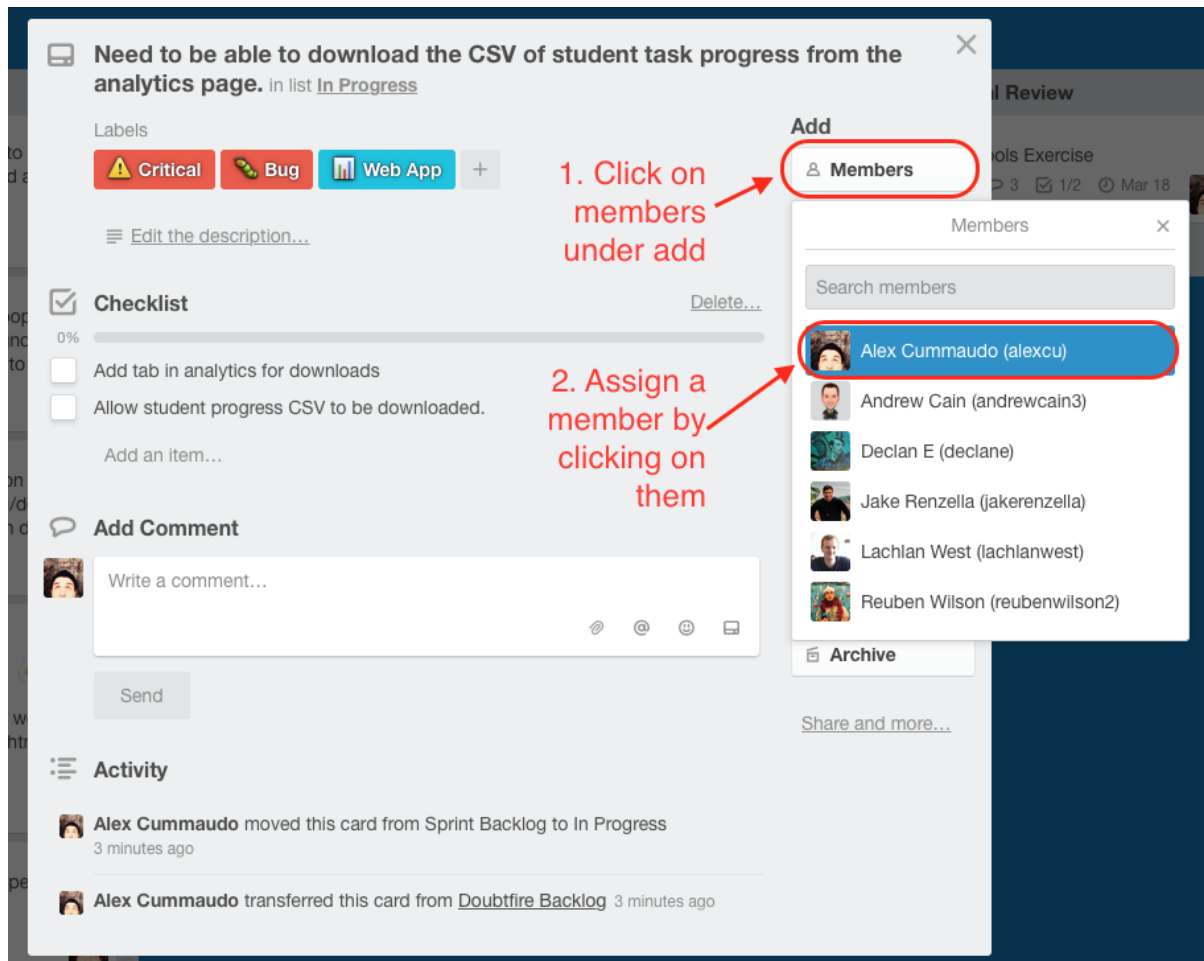 Need to be able to download the CSV of student task progress from the
analytics page. in list In Progress
Labels
Critical Bug Web App +
Edit the description…
Checklist Delete…
0%
Add tab in analytics for downloads
Allow student progress CSV to be downloaded.
Add an item…
Add Comment
Write a comment…
Send
Activity
Alex Cummaudo moved this card from Sprint Backlog to In Progress
3 minutes ago
Alex Cummaudo transferred this card from Doubtfire Backlog 3 minutes ago
1. Click on
members
under add
2. Assign a
member by
clicking on
them
Add
Members
Members
Search members
Alex Cummaudo (alexcu)
Andrew Cain (andrewcain3)
Declan E (declane)
Jake Renzella (jakerenzella)
Lachlan West (lachlanwest)
Reuben Wilson (reubenwilson2)
Archive
Share and more…
Review
Exercise
3 1/2 Mar 18